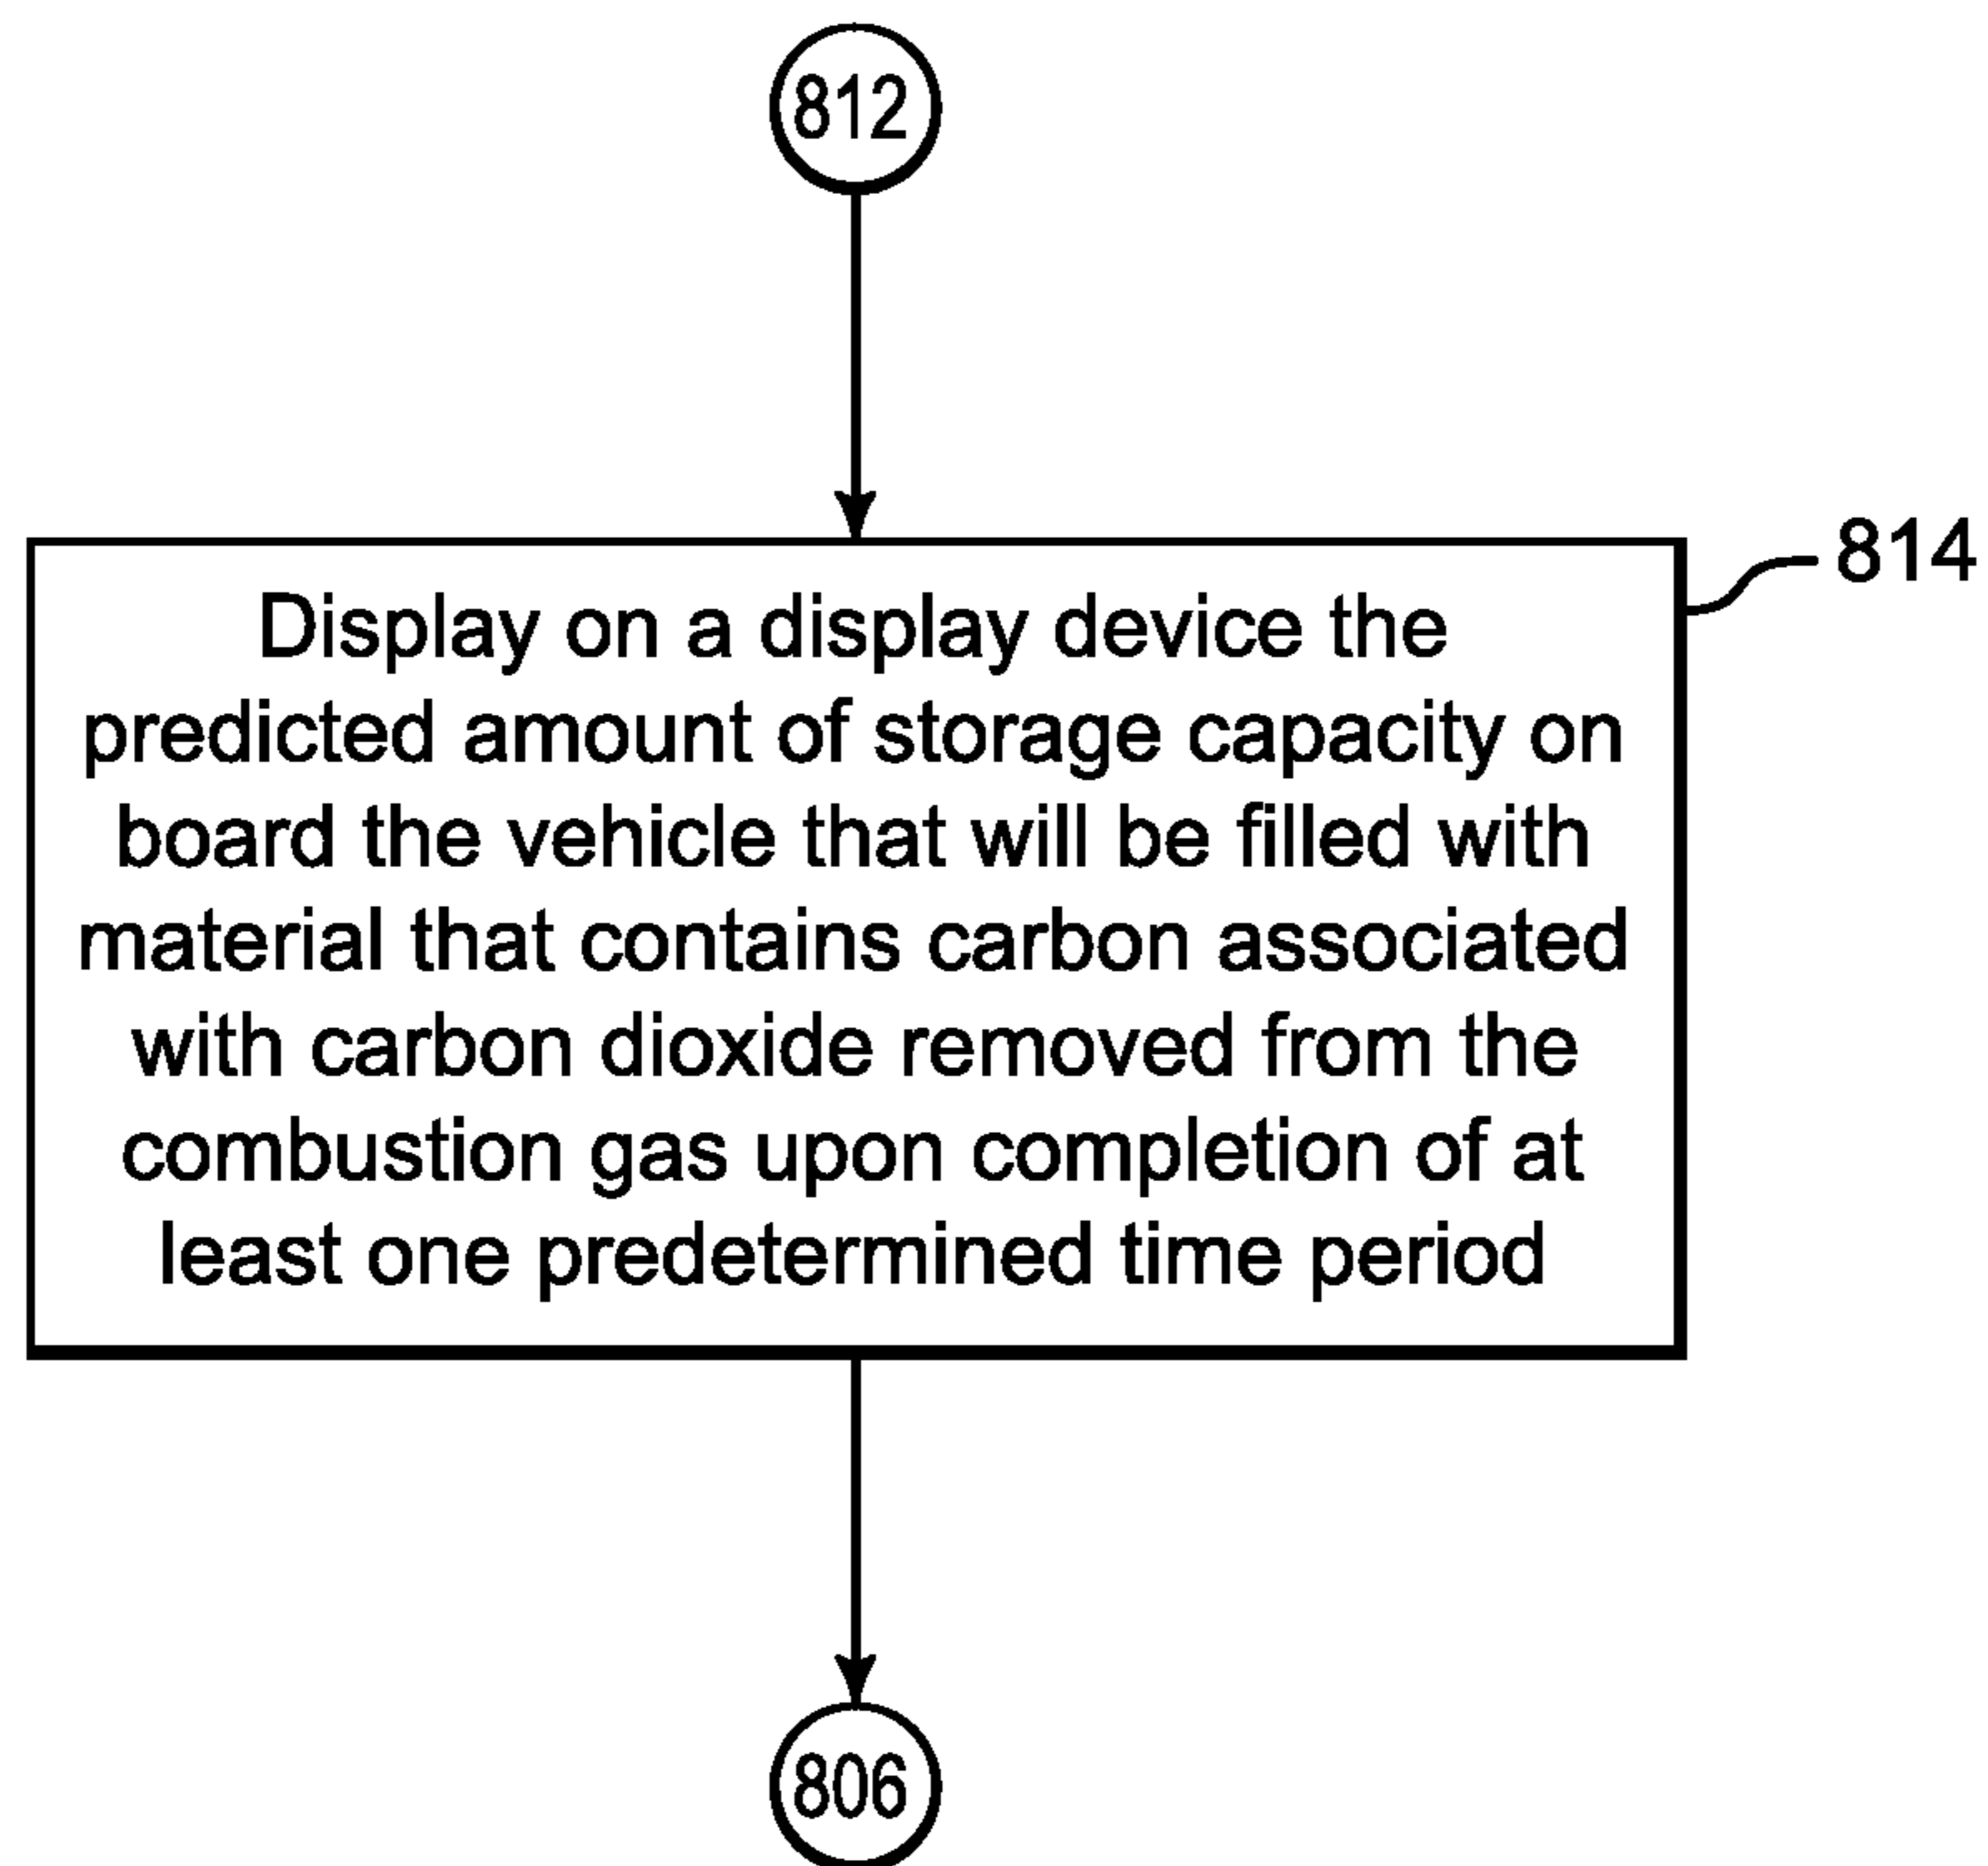 812
814
Display on a display device the
predicted amount of storage capacity on
board the vehicle that will be filled with
material that contains carbon associated
with carbon dioxide removed from the
combustion gas upon completion of at
least one predetermined time period
806